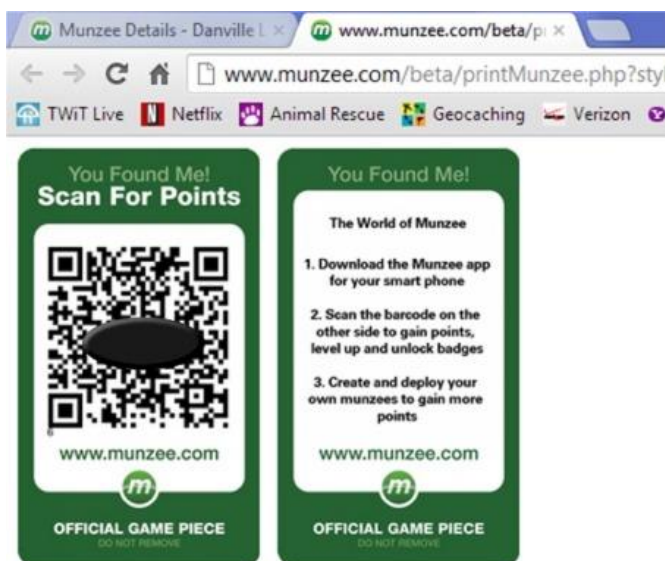 Munzee Details - Danville L
www.munzee.com/beta/pr
www.munzee.com/beta/printMunzee.php?styl
TWiT Live Netflix Animal Rescue Geocaching Verizon
You Found Me!
Scan For Points
6
www.munzee.com
m
OFFICIAL GAME PIECE
DO NOT REMOVE
You Found Me!
The World of Munzee
1. Download the Munzee app
for your smart phone
2. Scan the barcode on the
other side to gain points,
level up and unlock badges
3. Create and deploy your
own munzees to gain more
points
www.munzee.com
m
OFFICIAL GAME PIECE
DO NOT REMOVE